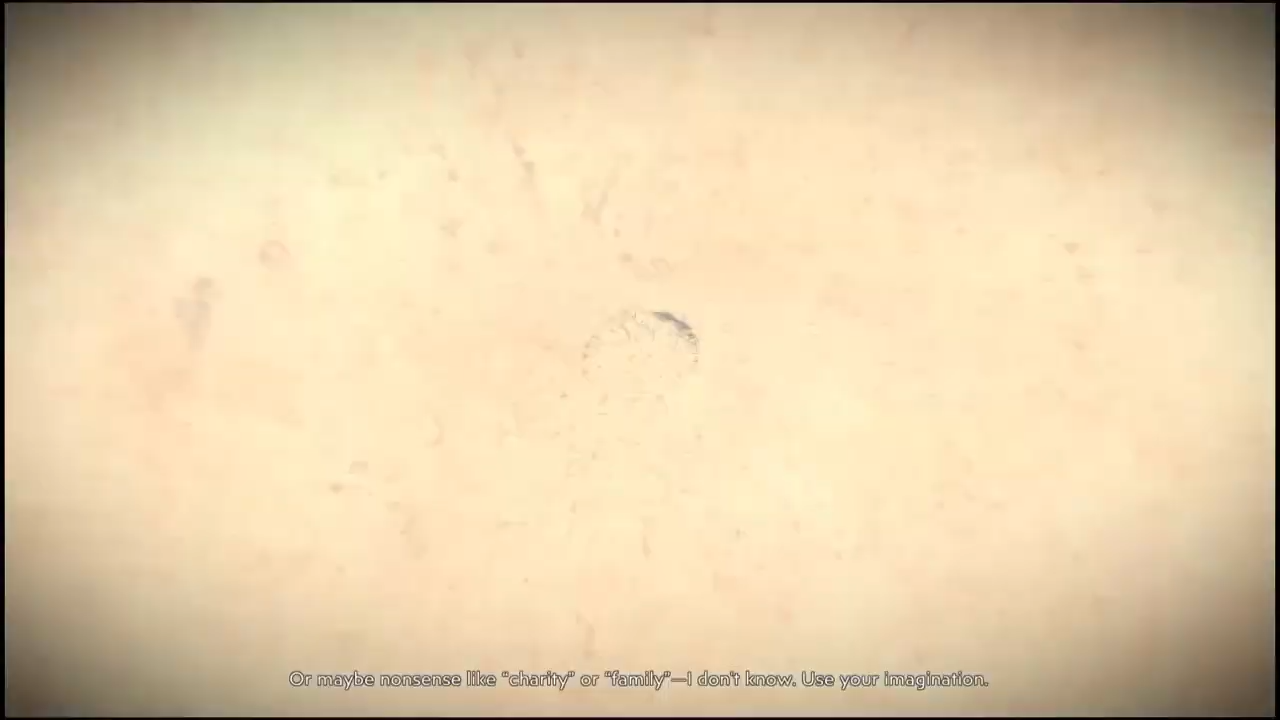 Or maybe nonsense like “charity” or “family”—I don't know. Use your imagination.